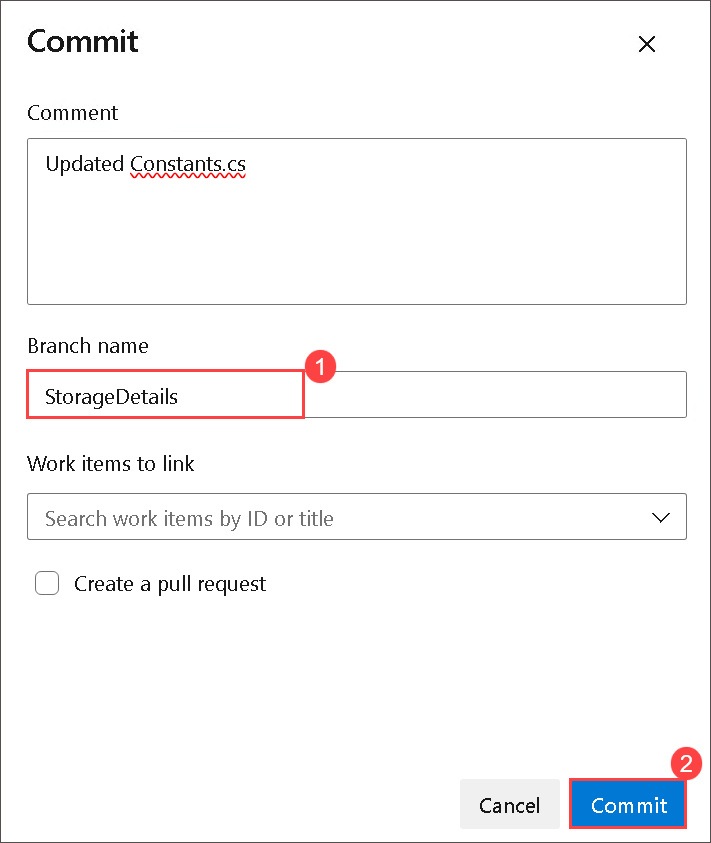 Commit
Comment
Updated Constants.cs
Branch name
1
StorageDetails
Work items to link
Search work items by ID or title
Create a pull request
2
Cancel
Commit